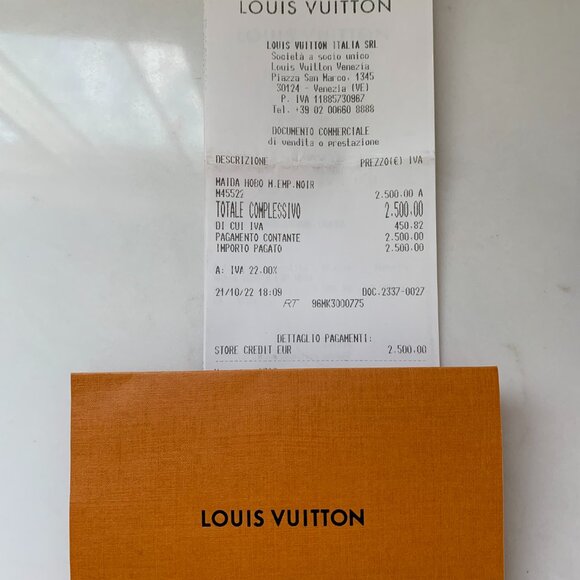 LOUIS VUITTON
LOUIS VUITTON ITALIA SRL
Società a socio unico
Louis Vuitton Venezia
Piazza San Marco, 1345
30124 - Venezia (VE)
P. IVA 11885730967
Tel. +39 02 00660 8888
DOCUMENTO COMMERCIALE
di vendita o prestazione
DESCRIZIONE PREZZO(€) IVA
MAIDA HOBO M.EMP.NOIR
M45522 2.500.00 A
TOTALE COMPLESSIVO 2.500.00
DI CUI IVA 450.82
PAGAMENTO CONTANTE 2.500.00
IMPORTO PAGATO 2.500.00
A: IVA 22.00%
21/10/22 18:09 DOC.2337-0027
RT 96MK3000775
DETTAGLIO PAGAMENTI:
STORE CREDIT EUR 2.500.00
LOUIS VUITTON